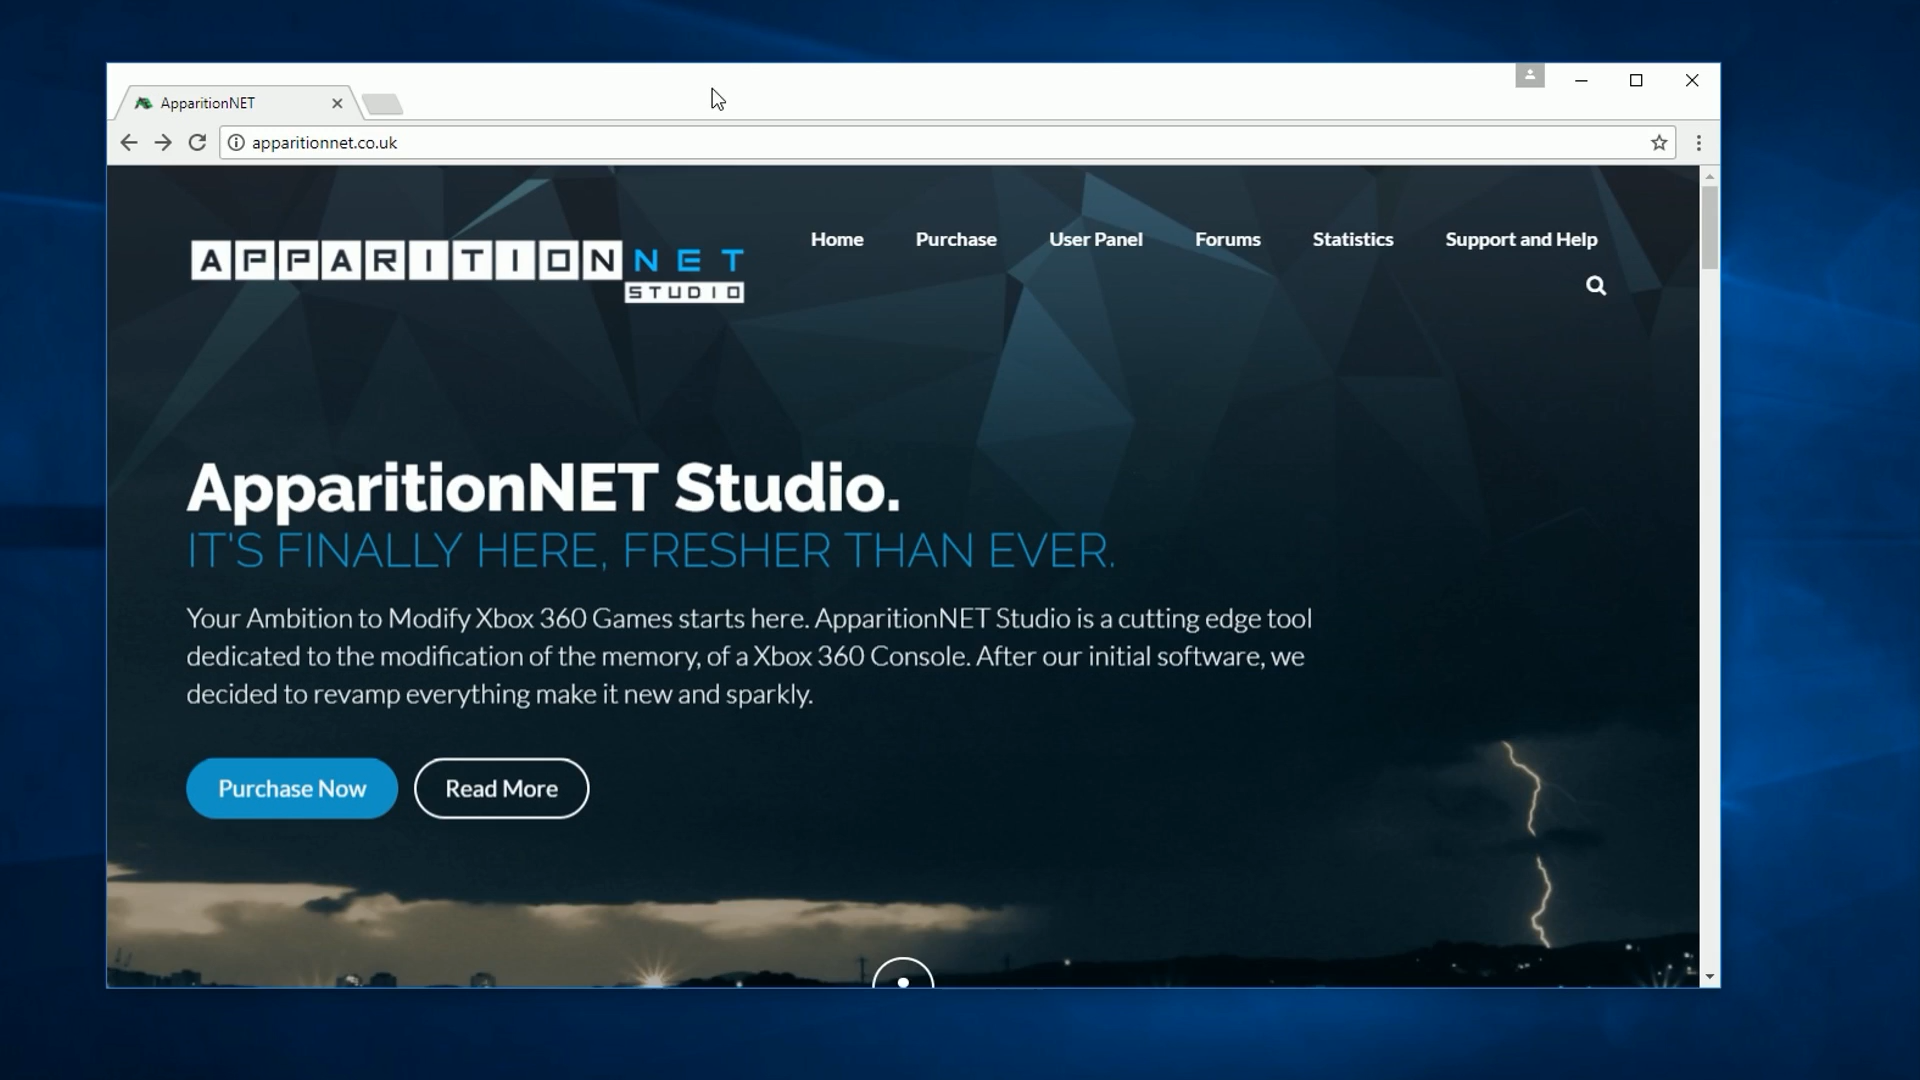 ApparitionNET
apparitionnet.co.uk
APPARITIONNET
STUDIO
Home Purchase User Panel Forums Statistics Support and Help
ApparitionNET Studio.
IT'S FINALLY HERE, FRESHER THAN EVER.
Your Ambition to Modify Xbox 360 Games starts here. ApparitionNET Studio is a cutting edge tool
dedicated to the modification of the memory, of a Xbox 360 Console. After our initial software, we
decided to revamp everything make it new and sparkly.
Purchase Now Read More